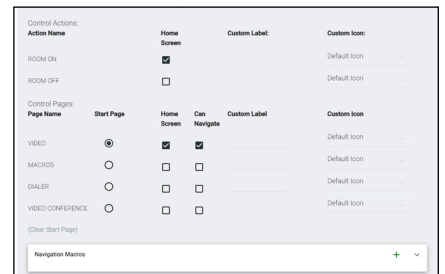 Control Actions:
Action Name Home Screen Custom Label: Custom Icon:
ROOM ON Default Icon
ROOM OFF Default Icon
Control Pages:
Page Name Start Page Home Screen Can Navigate Custom Label Custom Icon
VIDEO Default Icon
MACROS Default Icon
DIALER Default Icon
VIDEO CONFERENCE Default Icon
(Clear Start Page)
Navigation Macros